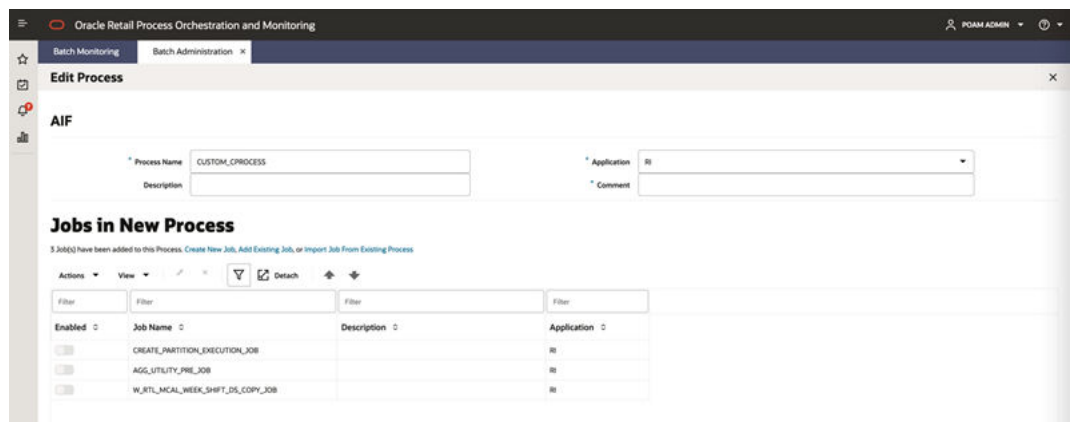 Oracle Retail Process Orchestration and Monitoring
POAM ADMIN
Batch Monitoring
Batch Administration ×
Edit Process
7
AIF
* Process Name CUSTOM_CPROCESS
* Application RI
Description
* Comment
Jobs in New Process
3 Job(s) have been added to this Process. Create New Job, Add Existing Job, or Import Job From Existing Process
Actions View Detach
Filter Filter Filter Filter
Enabled Job Name Description Application
CREATE_PARTITION_EXECUTION_JOB RI
AGG_UTILITY_PRE_JOB RI
W_RTL_MCAL_WEEK_SHIFT_DS_COPY_JOB RI